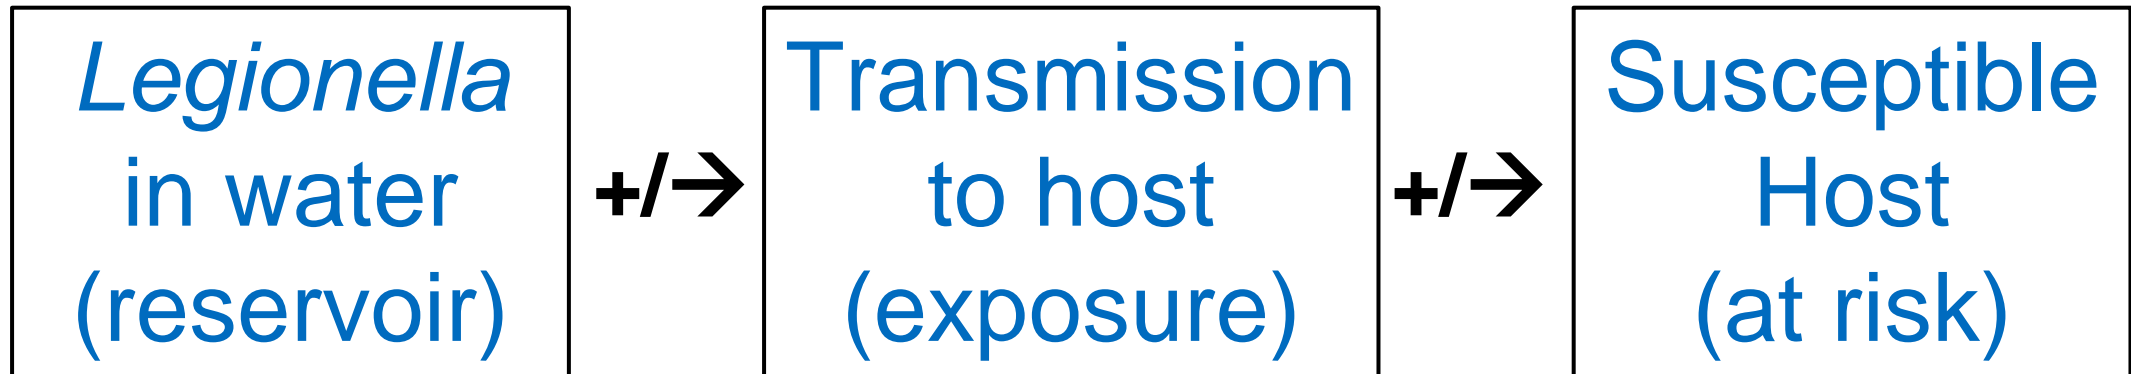 Legionella
in water
(reservoir)
+/→
Transmission
to host
(exposure)
+/→
Susceptible
Host
(at risk)